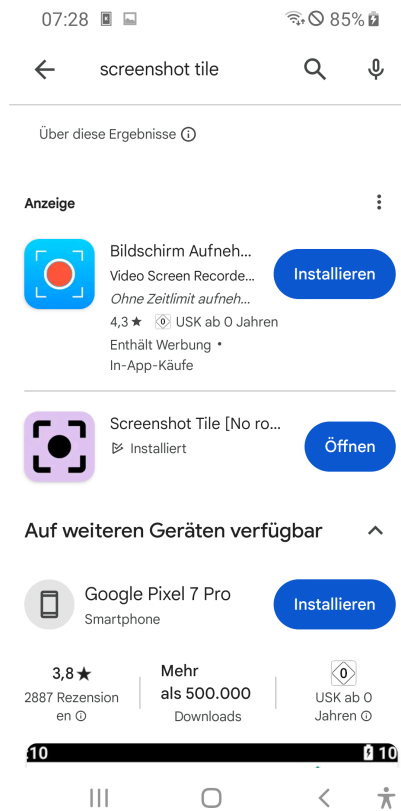 07:28 85%
screenshot tile
Über diese Ergebnisse
Anzeige
Bildschirm Aufneh...
Video Screen Recorde...
Ohne Zeitlimit aufneh...
4,3★ 0 USK ab 0 Jahren
Enthält Werbung •
In-App-Käufe
Installieren
Screenshot Tile [No ro...
Installiert
Öffnen
Auf weiteren Geräten verfügbar
Google Pixel 7 Pro
Smartphone
Installieren
3,8★
2887 Rezension
en
Mehr
als 500.000
Downloads
0
USK ab 0
Jahren
:10 10